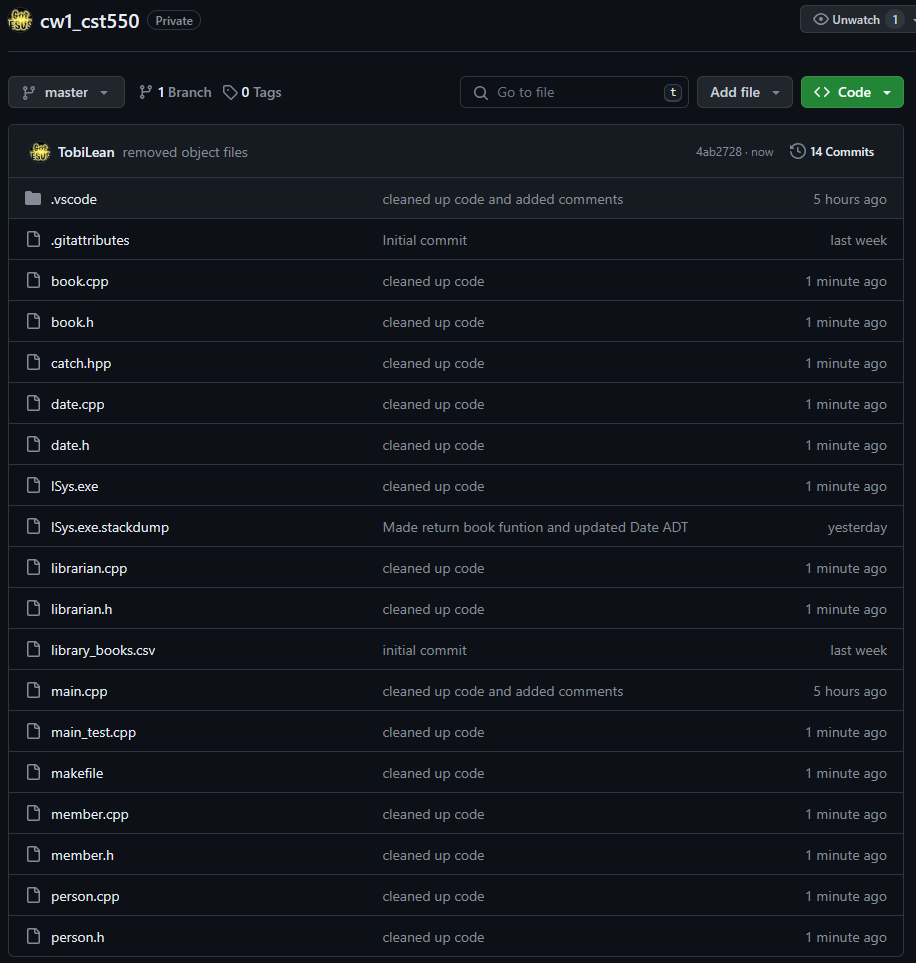 cw1_cst550 Private Unwatch 1
master 1 Branch 0 Tags Go to file t Add file <> Code
TobiLean removed object files 4ab2728 · now 14 Commits
.vscode cleaned up code and added comments 5 hours ago
.gitattributes Initial commit last week
book.cpp cleaned up code 1 minute ago
book.h cleaned up code 1 minute ago
catch.hpp cleaned up code 1 minute ago
date.cpp cleaned up code 1 minute ago
date.h cleaned up code 1 minute ago
lSys.exe cleaned up code 1 minute ago
lSys.exe.stackdump Made return book funtion and updated Date ADT yesterday
librarian.cpp cleaned up code 1 minute ago
librarian.h cleaned up code 1 minute ago
library_books.csv initial commit last week
main.cpp cleaned up code and added comments 5 hours ago
main_test.cpp cleaned up code 1 minute ago
makefile cleaned up code 1 minute ago
member.cpp cleaned up code 1 minute ago
member.h cleaned up code 1 minute ago
person.cpp cleaned up code 1 minute ago
person.h cleaned up code 1 minute ago